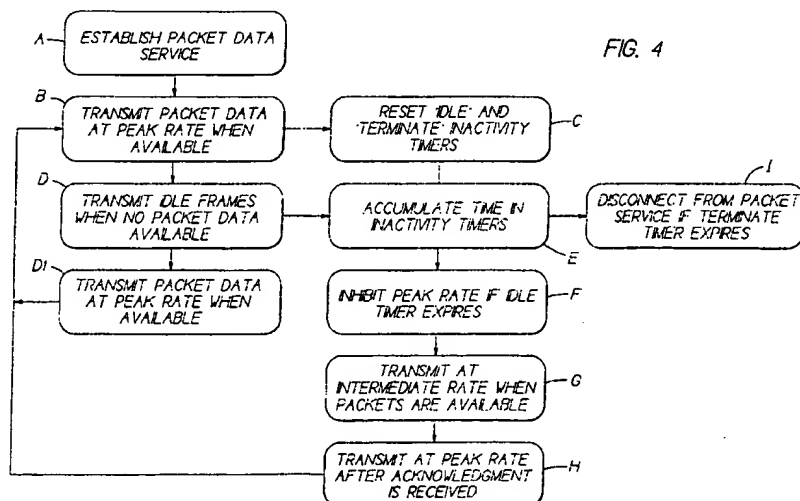 FIG. 4
A
ESTABLISH PACKET DATA
SERVICE
B
TRANSMIT PACKET DATA
AT PEAK RATE WHEN
AVAILABLE
RESET "IDLE" AND
"TERMINATE" INACTIVITY
TIMERS
C
D
TRANSMIT IDLE FRAMES
WHEN NO PACKET DATA
AVAILABLE
ACCUMULATE TIME IN
INACTIVITY TIMERS
E
I
DISCONNECT FROM PACKET
SERVICE IF TERMINATE
TIMER EXPIRES
D1
TRANSMIT PACKET DATA
AT PEAK RATE WHEN
AVAILABLE
INHIBIT PEAK RATE IF IDLE
TIMER EXPIRES
F
TRANSMIT AT
INTERMEDIATE RATE WHEN
PACKETS ARE AVAILABLE
G
TRANSMIT AT PEAK RATE
AFTER ACKNOWLEDGMENT
IS RECEIVED
H